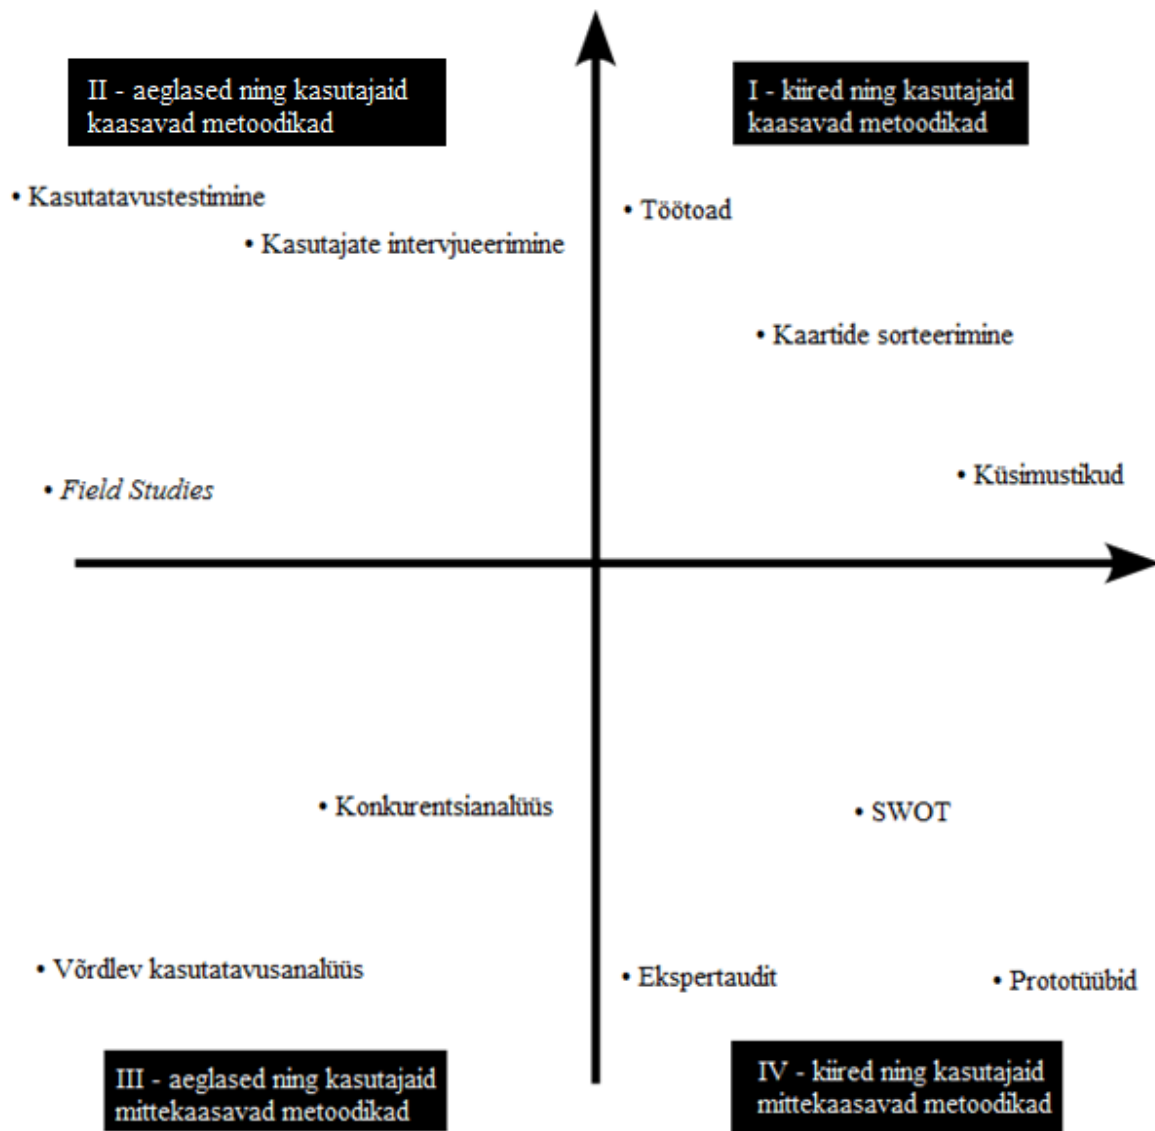 II - aeglased ning kasutajaid
kaasavad metoodikad
I - kiired ning kasutajaid
kaasavad metoodikad
• Kasutatavustestimine
• Töötoad
• Kasutajate intervjueerimine
• Kaartide sorteerimine
• Küsimustikud
• Field Studies
• Konkurentsianalüüs
• SWOT
• Võrdlev kasutatavusanalüüs
• Ekspertaudit
• Prototüübid
III - aeglased ning kasutajaid
mittekaasavad metoodikad
IV - kiired ning kasutajaid
mittekaasavad metoodikad